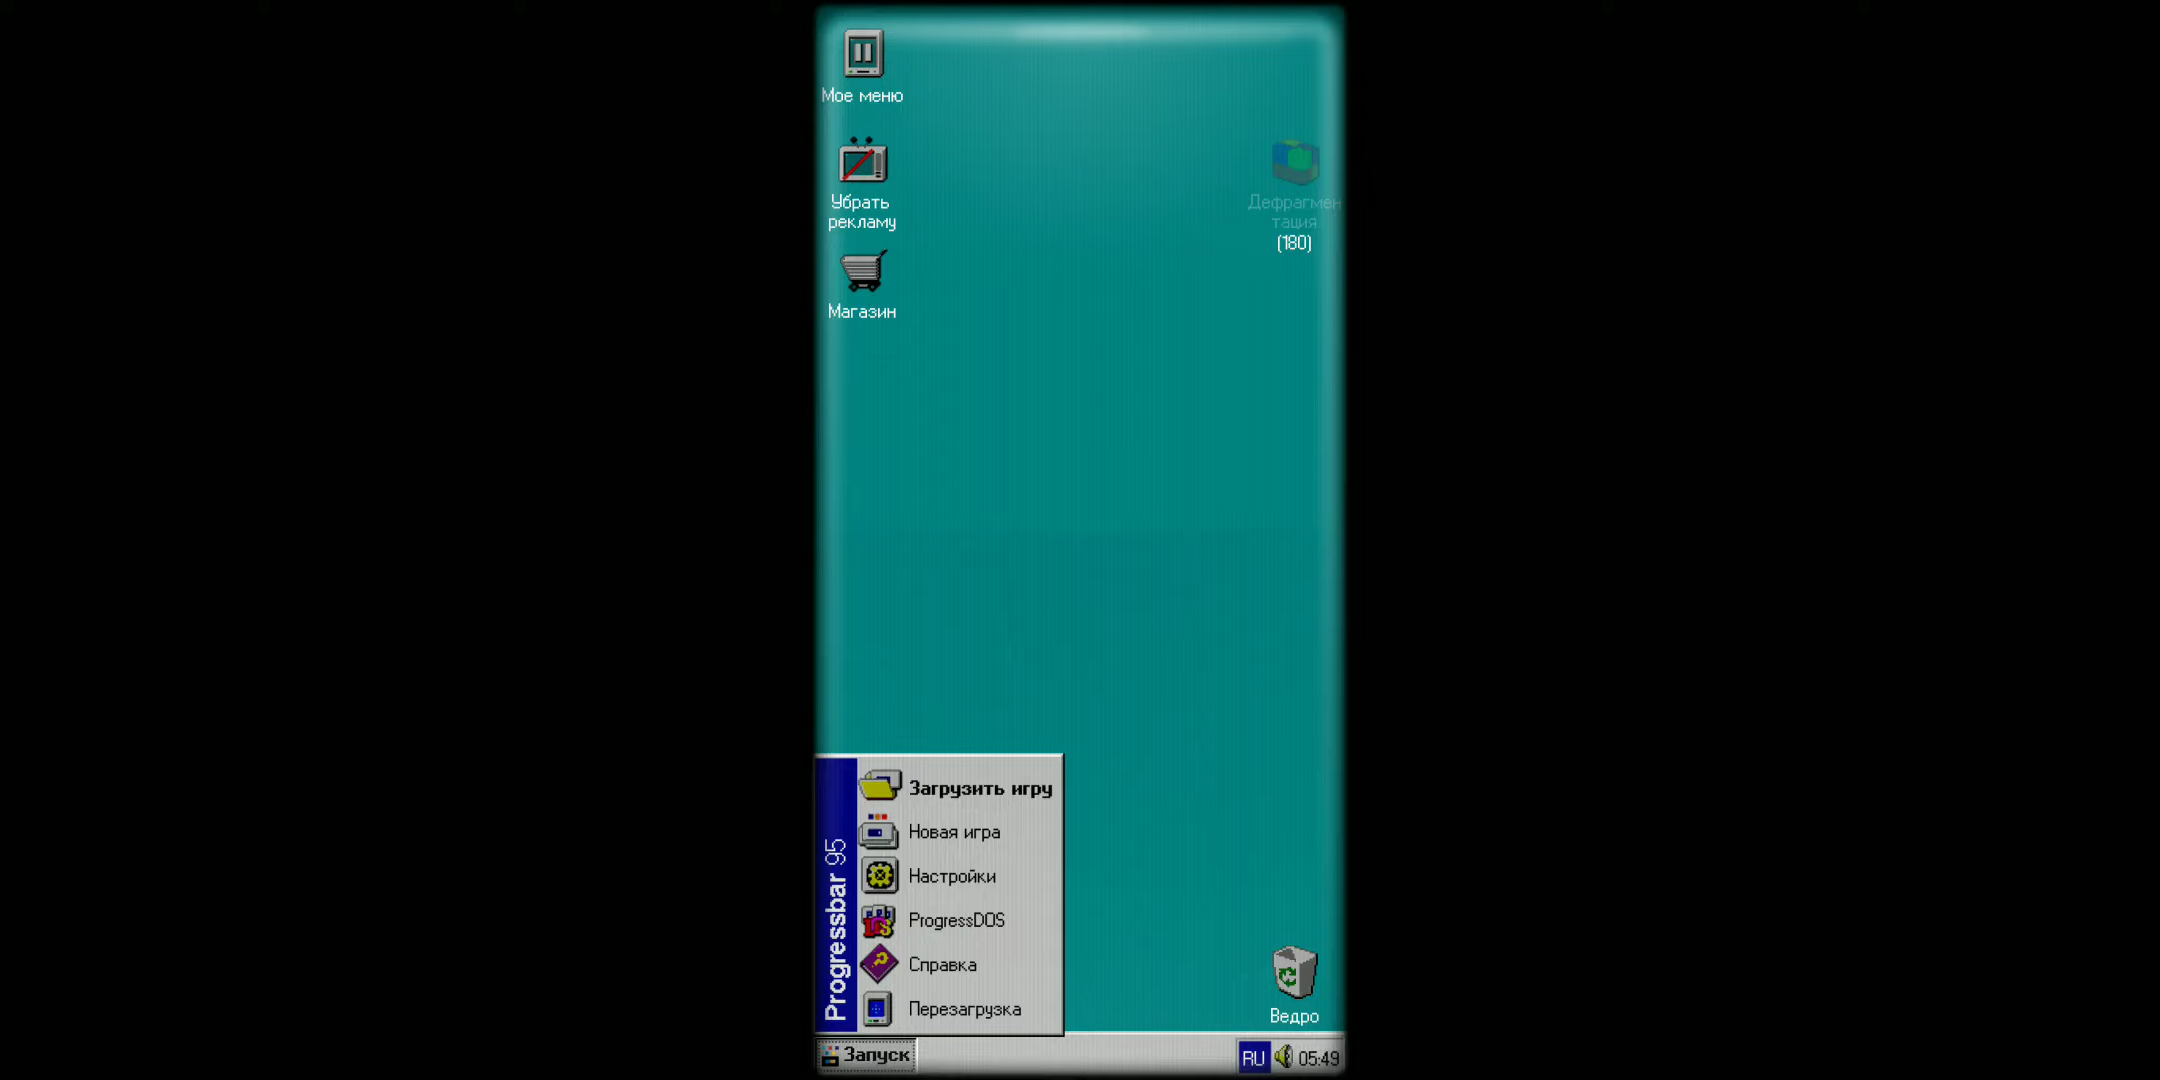 Мое меню
Убрать
рекламу
Магазин
Дефрагмен
тация
(180)
Загрузить игру
Новая игра
Настройки
ProgressDOS
Справка
Перезагрузка
Progressbar 95
Ведро
Запуск
RU
05:49